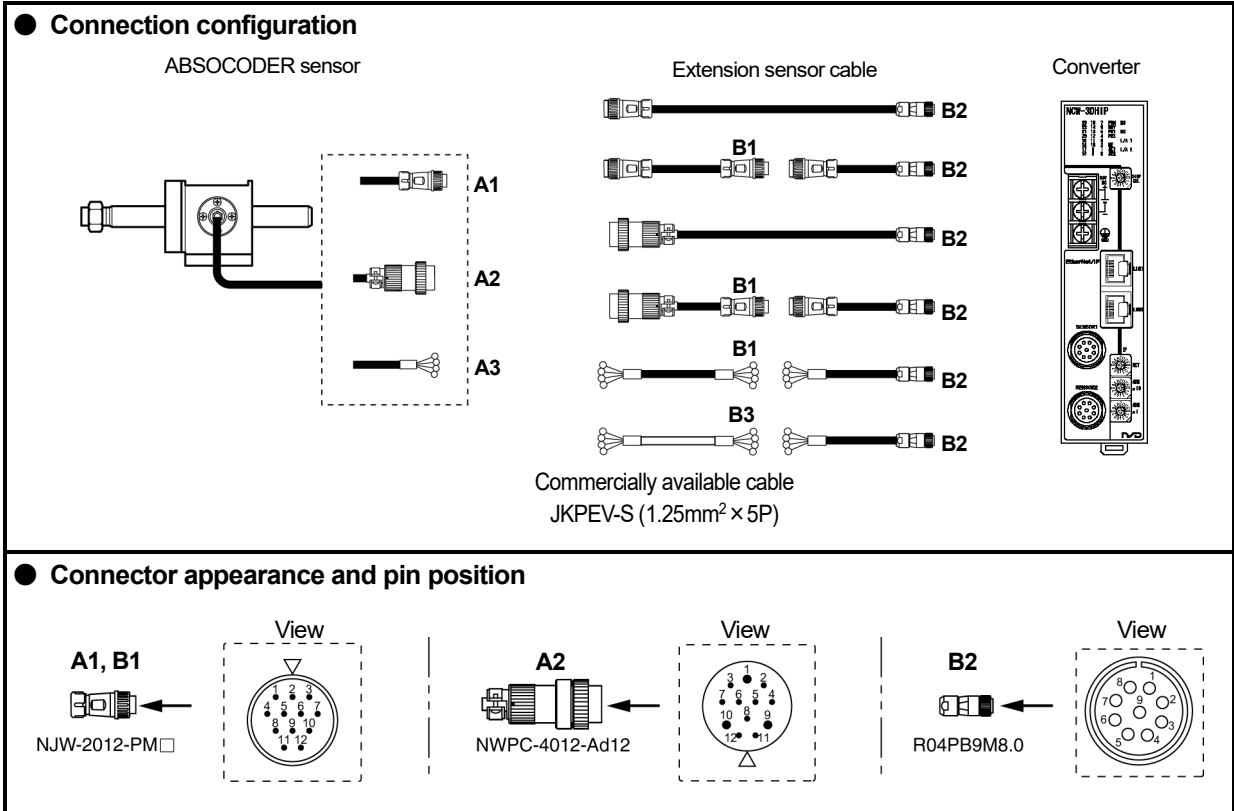 ● Connection configuration
ABSOCODER sensor
Extension sensor cable
Converter
A1
A2
A3
B2
B1
B2
B2
B1
B2
B1
B2
B3
B2
Commercially available cable
JKPEV-S (1.25mm² × 5P)
NCW-3DHIP
EtherNet/IP
SENSOR1
SENSOR2
● Connector appearance and pin position
A1, B1
NJW-2012-PM□
View
1 2 3
4 5 6 7
8 9 10
11 12
A2
NWPC-4012-Ad12
View
1
3 2
7 6 5 4
8
10 9
12 11
B2
R04PB9M8.0
View
8 1
7 9 2
6 3
5 4